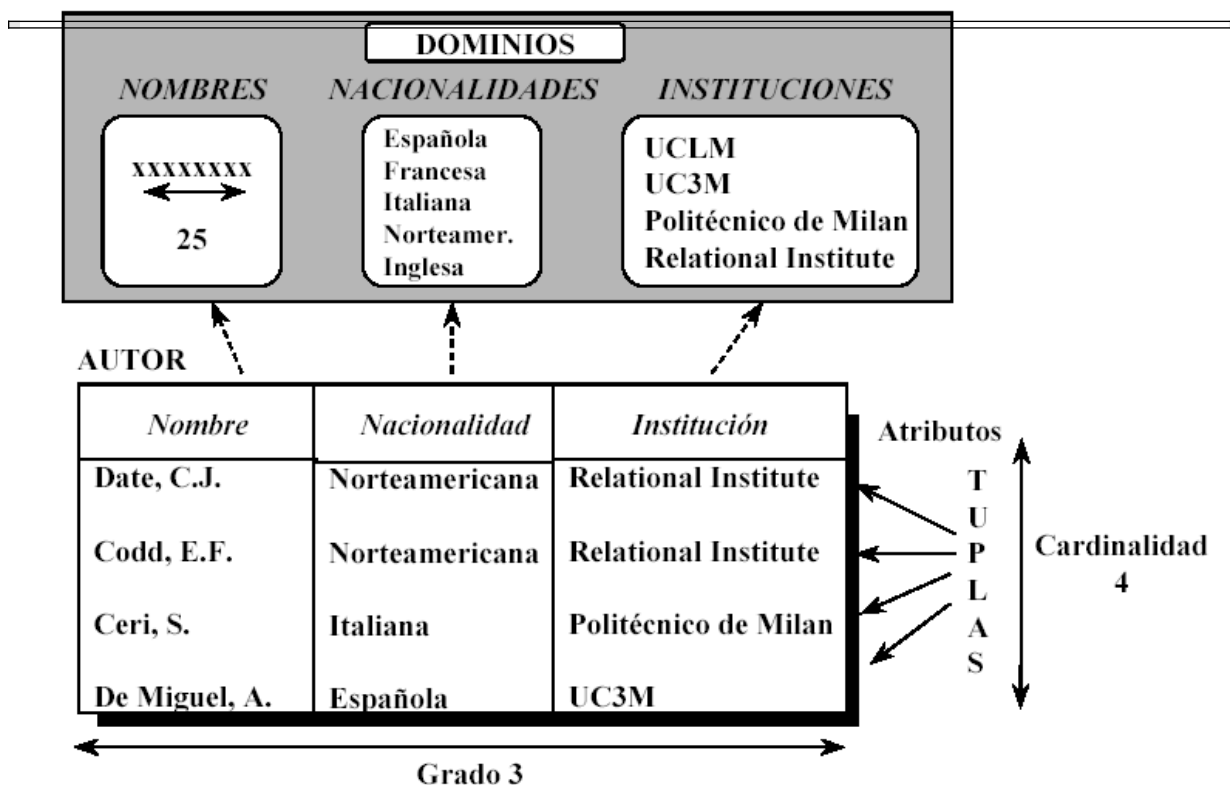 DOMINIOS
NOMBRES NACIONALIDADES INSTITUCIONES
xxxxxxxx
25
Española
Francesa
Italiana
Norteamer.
Inglesa
UCLM
UC3M
Politécnico de Milan
Relational Institute
AUTOR
Nombre Nacionalidad Institución
Date, C.J. Norteamericana Relational Institute
Codd, E.F. Norteamericana Relational Institute
Ceri, S. Italiana Politécnico de Milan
De Miguel, A. Española UC3M
Atributos
T
U
P
L
A
S
Cardinalidad
4
Grado 3